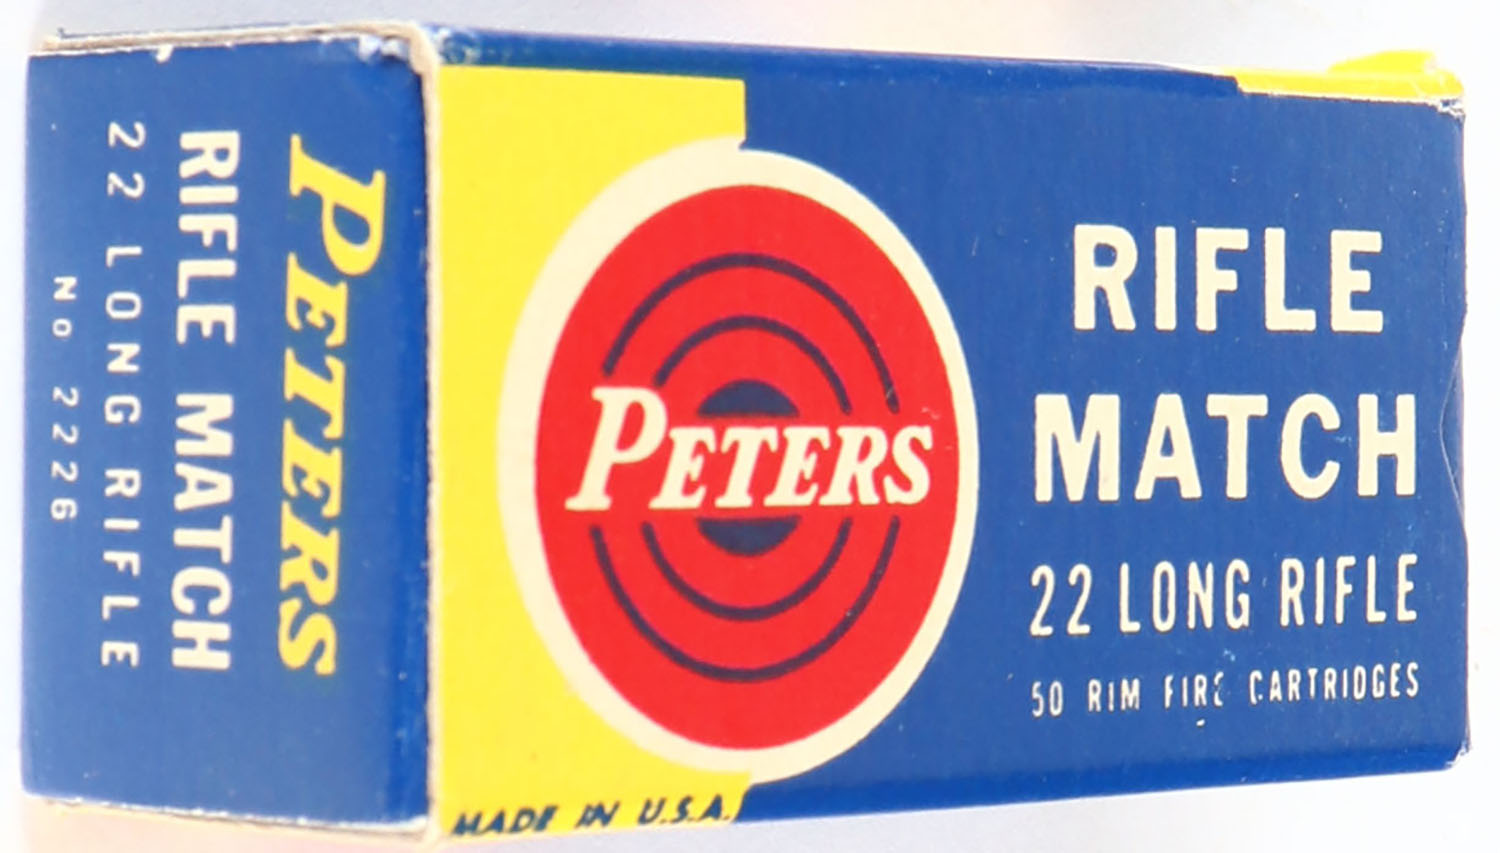 PETERS
RIFLE MATCH
22 LONG RIFLE
No 2226
PETERS
RIFLE
MATCH
22 LONG RIFLE
50 RIM FIRE CARTRIDGES
MADE IN U.S.A.